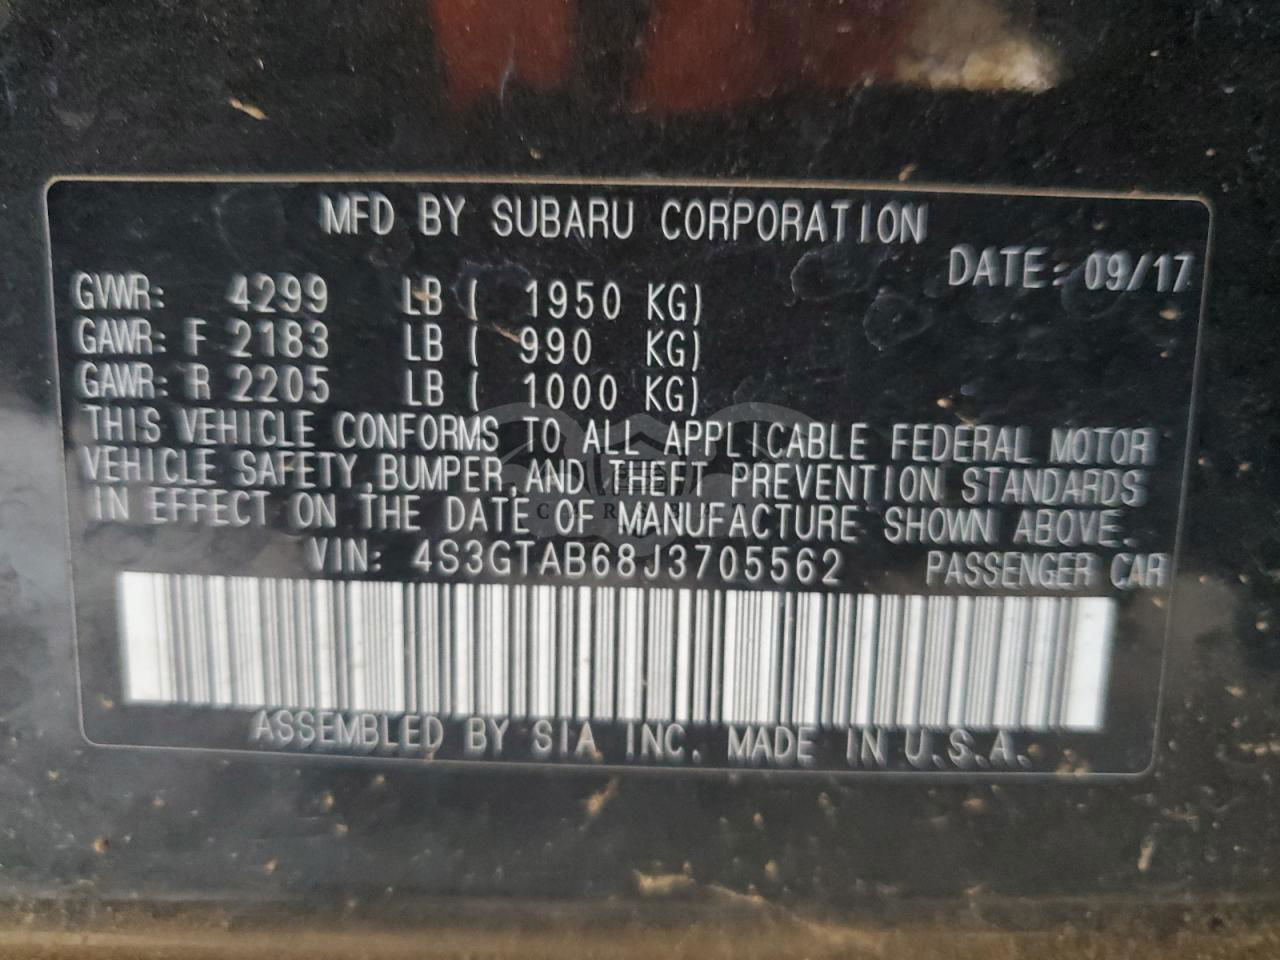 MFD BY SUBARU CORPORATION
DATE: 09/17
GVWR: 4299 LB ( 1950 KG)
GAWR: F 2183 LB ( 990 KG)
GAWR: R 2205 LB ( 1000 KG)
THIS VEHICLE CONFORMS TO ALL APPLICABLE FEDERAL MOTOR
VEHICLE SAFETY, BUMPER, AND THEFT PREVENTION STANDARDS
IN EFFECT ON THE DATE OF MANUFACTURE SHOWN ABOVE.
VIN: 4S3GTAB68J3705562 PASSENGER CAR
ASSEMBLED BY SIA INC. MADE IN U.S.A.